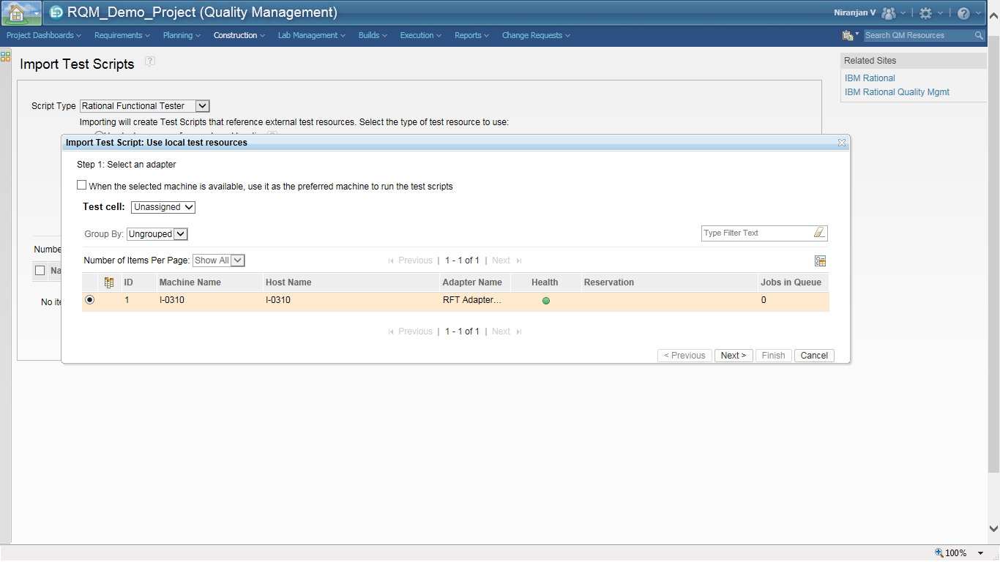 RQM_Demo_Project (Quality Management)
Niranjan V
Project Dashboards Requirements Planning Construction Lab Management Builds Execution Reports Change Requests
Search QM Resources
Import Test Scripts ?
Related Sites
IBM Rational
IBM Rational Quality Mgmt
Script Type Rational Functional Tester
Importing will create Test Scripts that reference external test resources. Select the type of test resource to use:
Import Test Script: Use local test resources
Step 1: Select an adapter
When the selected machine is available, use it as the preferred machine to run the test scripts
Test cell: Unassigned
Group By: Ungrouped
Type Filter Text
Numbe
Number of Items Per Page: Show All
Previous | 1 - 1 of 1 | Next
Na
ID Machine Name Host Name Adapter Name Health Reservation Jobs in Queue
No ite
1 I-0310 I-0310 RFT Adapter... 0
Previous | 1 - 1 of 1 | Next
< Previous Next > Finish Cancel
100%